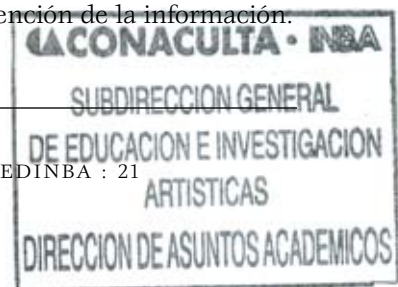 ención de la información.
CONACULTA • INBA
SUBDIRECCION GENERAL
DE EDUCACION E INVESTIGACION
EDINBA : 21
ARTISTICAS
DIRECCION DE ASUNTOS ACADEMICOS